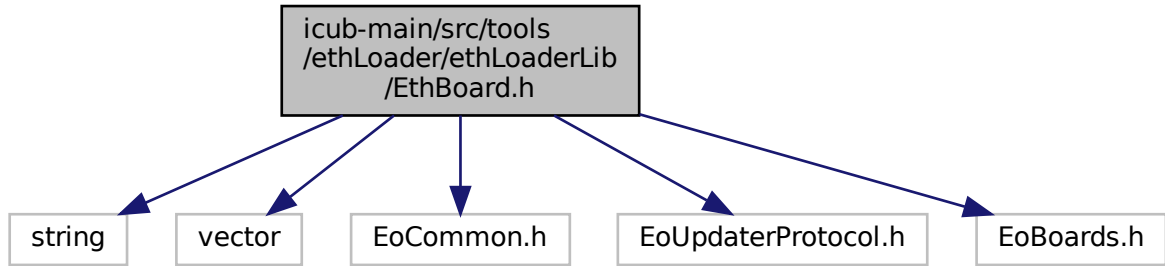 icub-main/src/tools
/ethLoader/ethLoaderLib
/EthBoard.h
string
vector
EoCommon.h
EoUpdaterProtocol.h
EoBoards.h